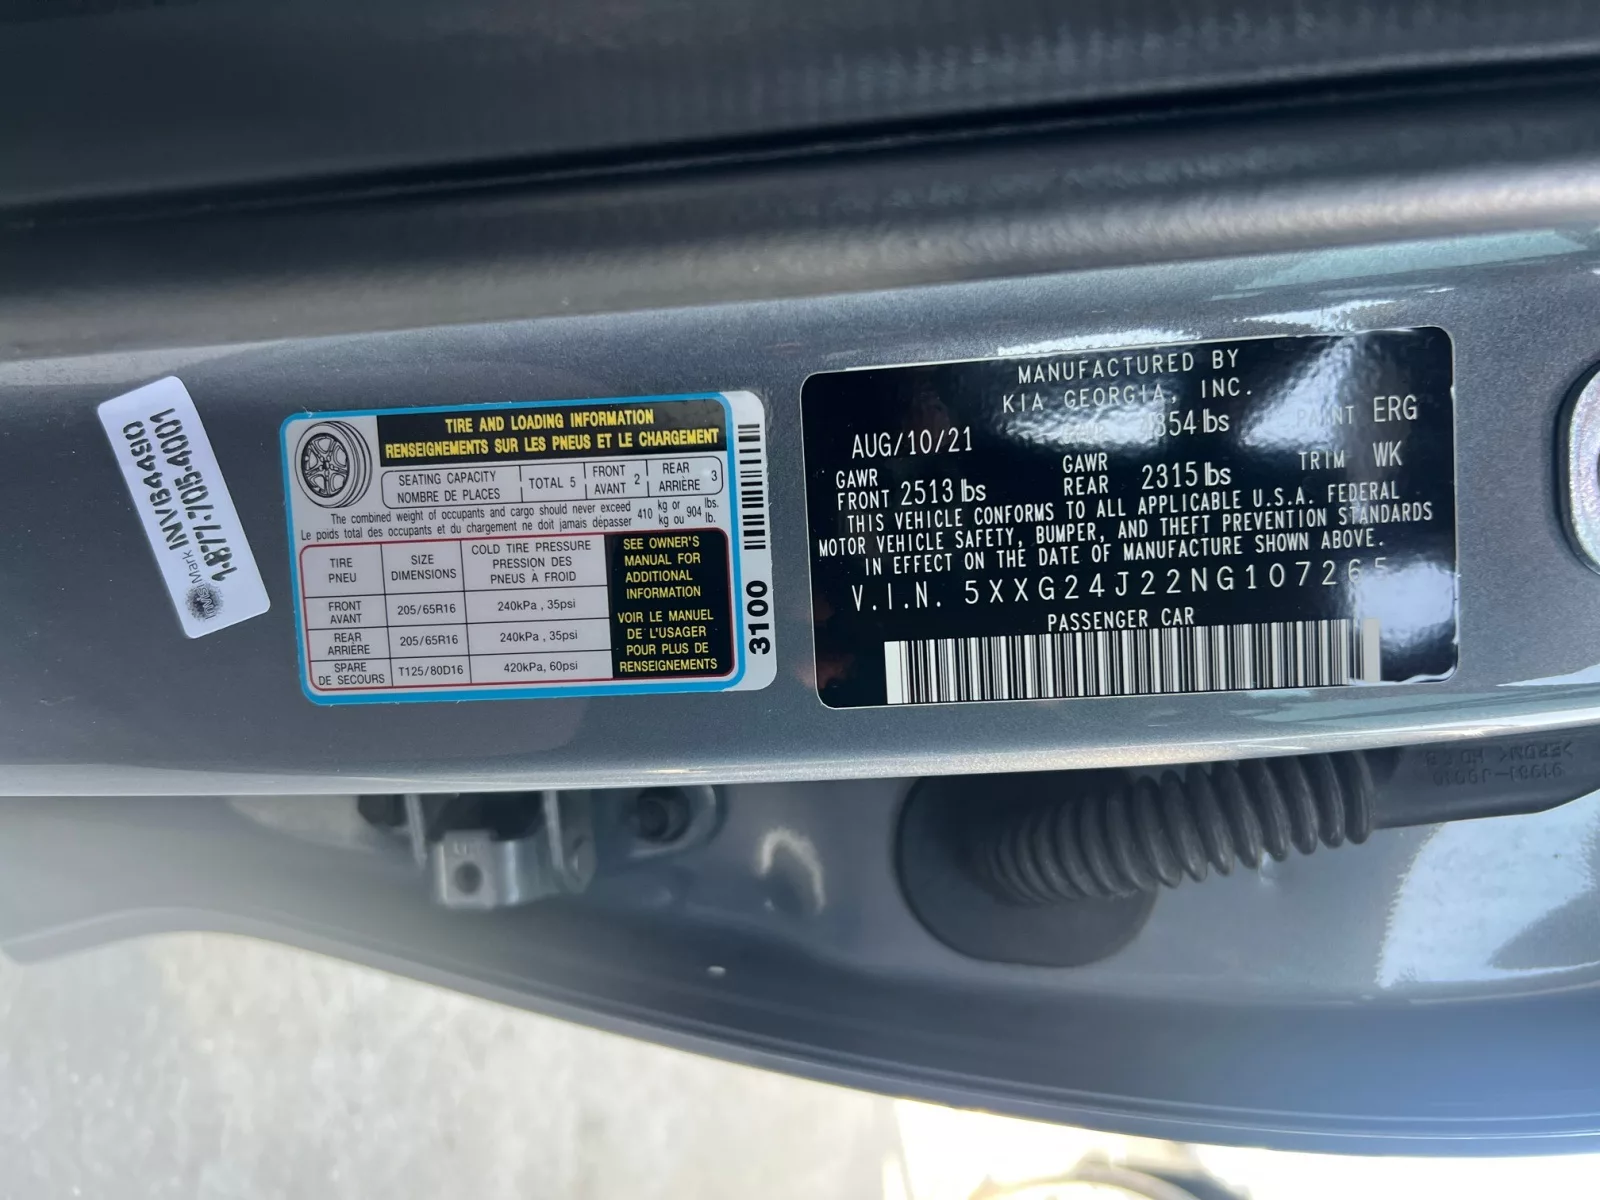 INVB44SD
1.877.705.4001
TIRE AND LOADING INFORMATION
RENSEIGNEMENTS SUR LES PNEUS ET LE CHARGEMENT
SEATING CAPACITY
NOMBRE DE PLACES
TOTAL 5
FRONT
AVANT 2
REAR
ARRIÈRE 3
The combined weight of occupants and cargo should never exceed 410 kg or 904 lbs.
Le poids total des occupants et du chargement ne doit jamais dépasser 410 kg ou 904 lb.
TIRE
PNEU
SIZE
DIMENSIONS
COLD TIRE PRESSURE
PRESSION DES
PNEUS À FROID
FRONT
AVANT
205/65R16
240kPa , 35psi
REAR
ARRIÈRE
205/65R16
240kPa , 35psi
SPARE
DE SECOURS
T125/80D16
420kPa, 60psi
SEE OWNER'S
MANUAL FOR
ADDITIONAL
INFORMATION
VOIR LE MANUEL
DE L'USAGER
POUR PLUS DE
RENSEIGNEMENTS
3100
MANUFACTURED BY
KIA GEORGIA, INC.
AUG/10/21
4354 lbs
PAINT ERG
GAWR
FRONT 2513 lbs
GAWR
REAR 2315 lbs
TRIM WK
THIS VEHICLE CONFORMS TO ALL APPLICABLE U.S.A. FEDERAL
MOTOR VEHICLE SAFETY, BUMPER, AND THEFT PREVENTION STANDARDS
IN EFFECT ON THE DATE OF MANUFACTURE SHOWN ABOVE.
V.I.N. 5XXG24J22NG107265
PASSENGER CAR